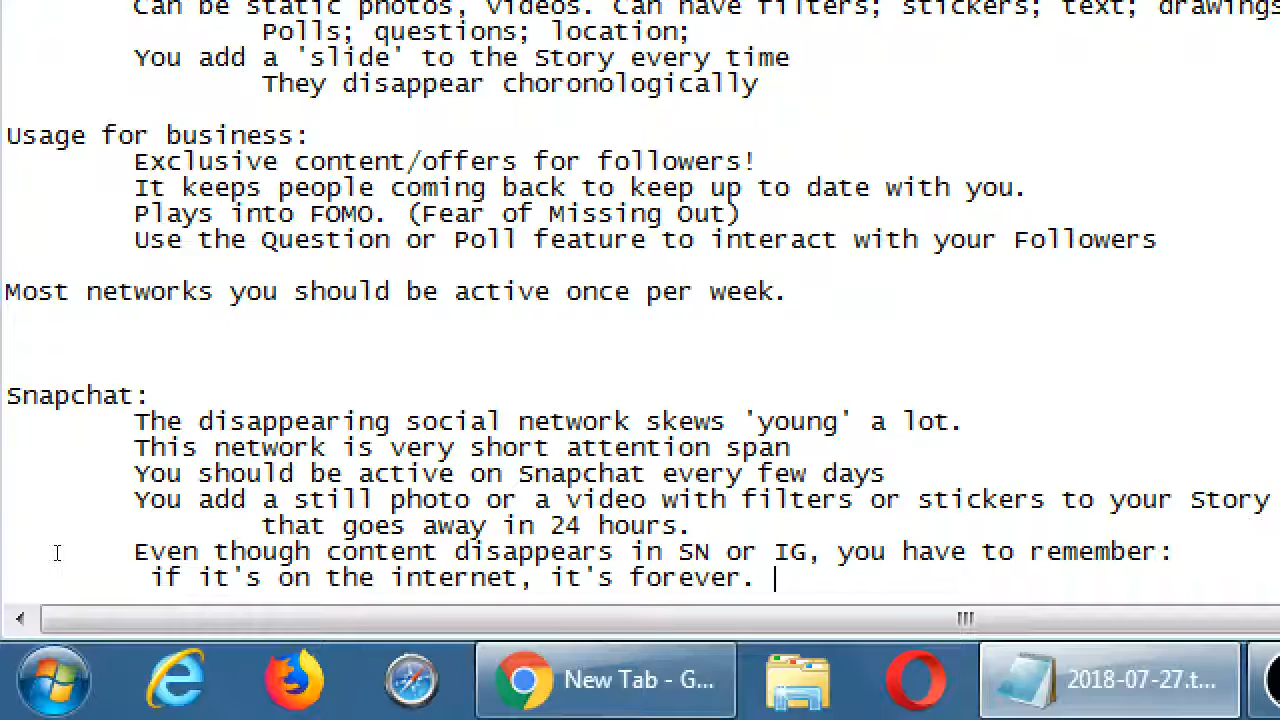 Can be static photos, videos. Can have filters; stickers; text; drawings
Polls; questions; location;
You add a 'slide' to the Story every time
They disappear choronologically
Usage for business:
Exclusive content/offers for followers!
It keeps people coming back to keep up to date with you.
Plays into FOMO. (Fear of Missing Out)
Use the Question or Poll feature to interact with your Followers
Most networks you should be active once per week.
Snapchat:
The disappearing social network skews 'young' a lot.
This network is very short attention span
You should be active on Snapchat every few days
You add a still photo or a video with filters or stickers to your Story
that goes away in 24 hours.
Even though content disappears in SN or IG, you have to remember:
if it's on the internet, it's forever.
New Tab - G...
2018-07-27.t...